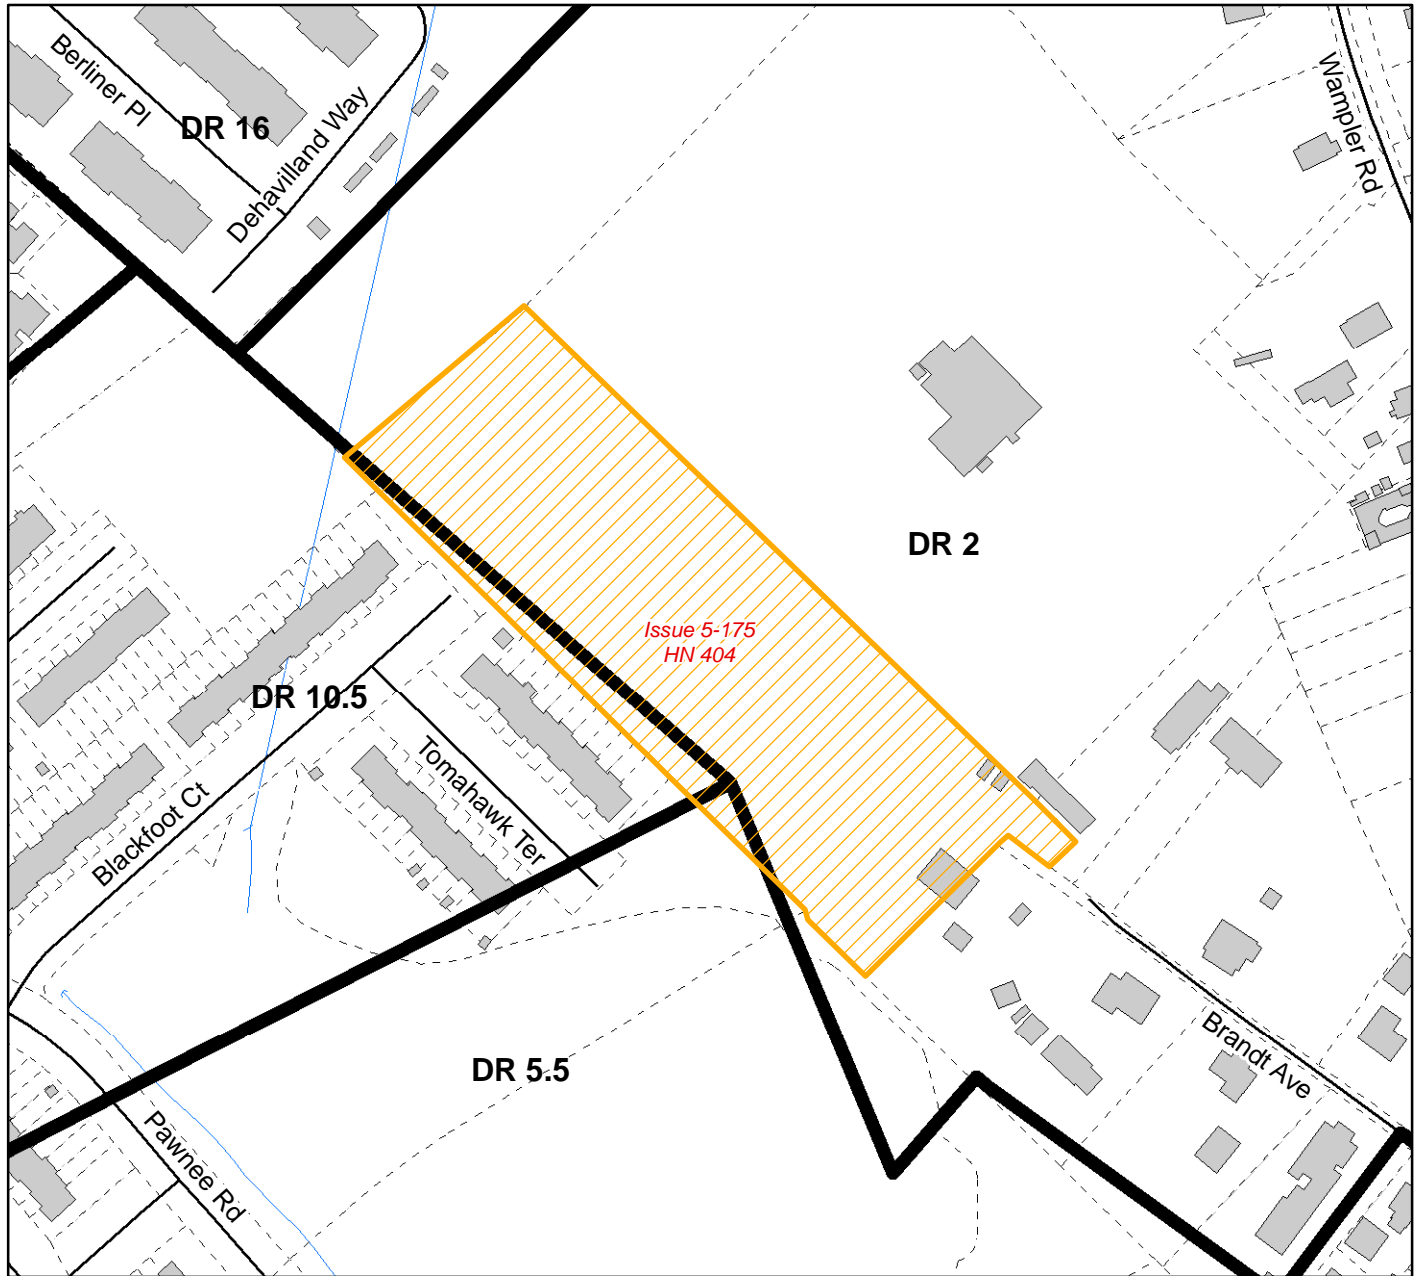 Berliner Pl
DR 16
Dehavilland Way
Wampler Rd
DR 2
Issue 5-175
HN 404
DR 10.5
Tomahawk Ter
Blackfoot Ct
DR 5.5
Brandt Ave
Pawnee Rd